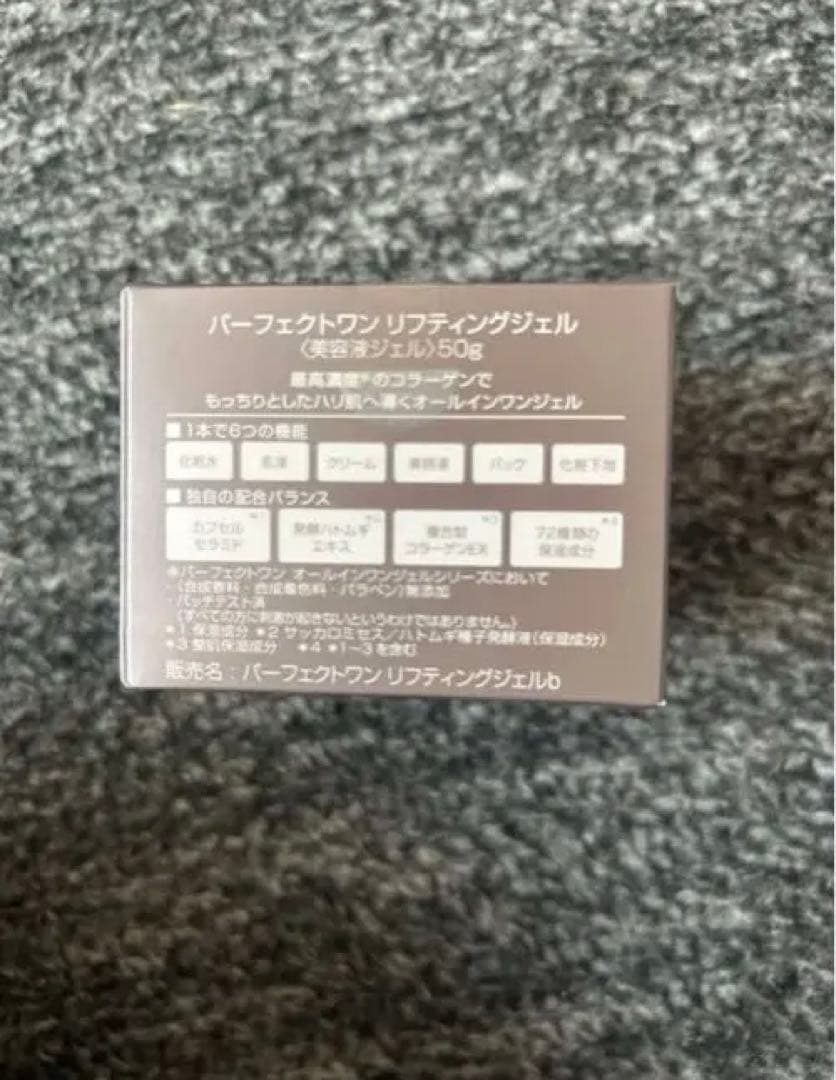 パーフェクトワン リフティングジェル
〈美容液ジェル〉50g
最高濃度※のコラーゲンで
もっちりとしたハリ肌へ導くオールインワンジェル
■1本で6つの機能
化粧水 乳液 クリーム 美容液 パック 化粧下地
■独自の配合バランス
カプセル
セラミド
*1
発酵ハトムギ
エキス
*2
複合型
コラーゲンEX
*3
72種類の
保湿成分
*4
※パーフェクトワン オールインワンジェルシリーズにおいて
〈合成香料・合成着色料・パラベン〉無添加
パッチテスト済
(すべての方に刺激が起きないというわけではありません。)
*1 保湿成分 *2 サッカロミセス/ハトムギ種子発酵液(保湿成分)
*3 整肌保湿成分 *4 *1〜3を含む
販売名:パーフェクトワン リフティングジェルb